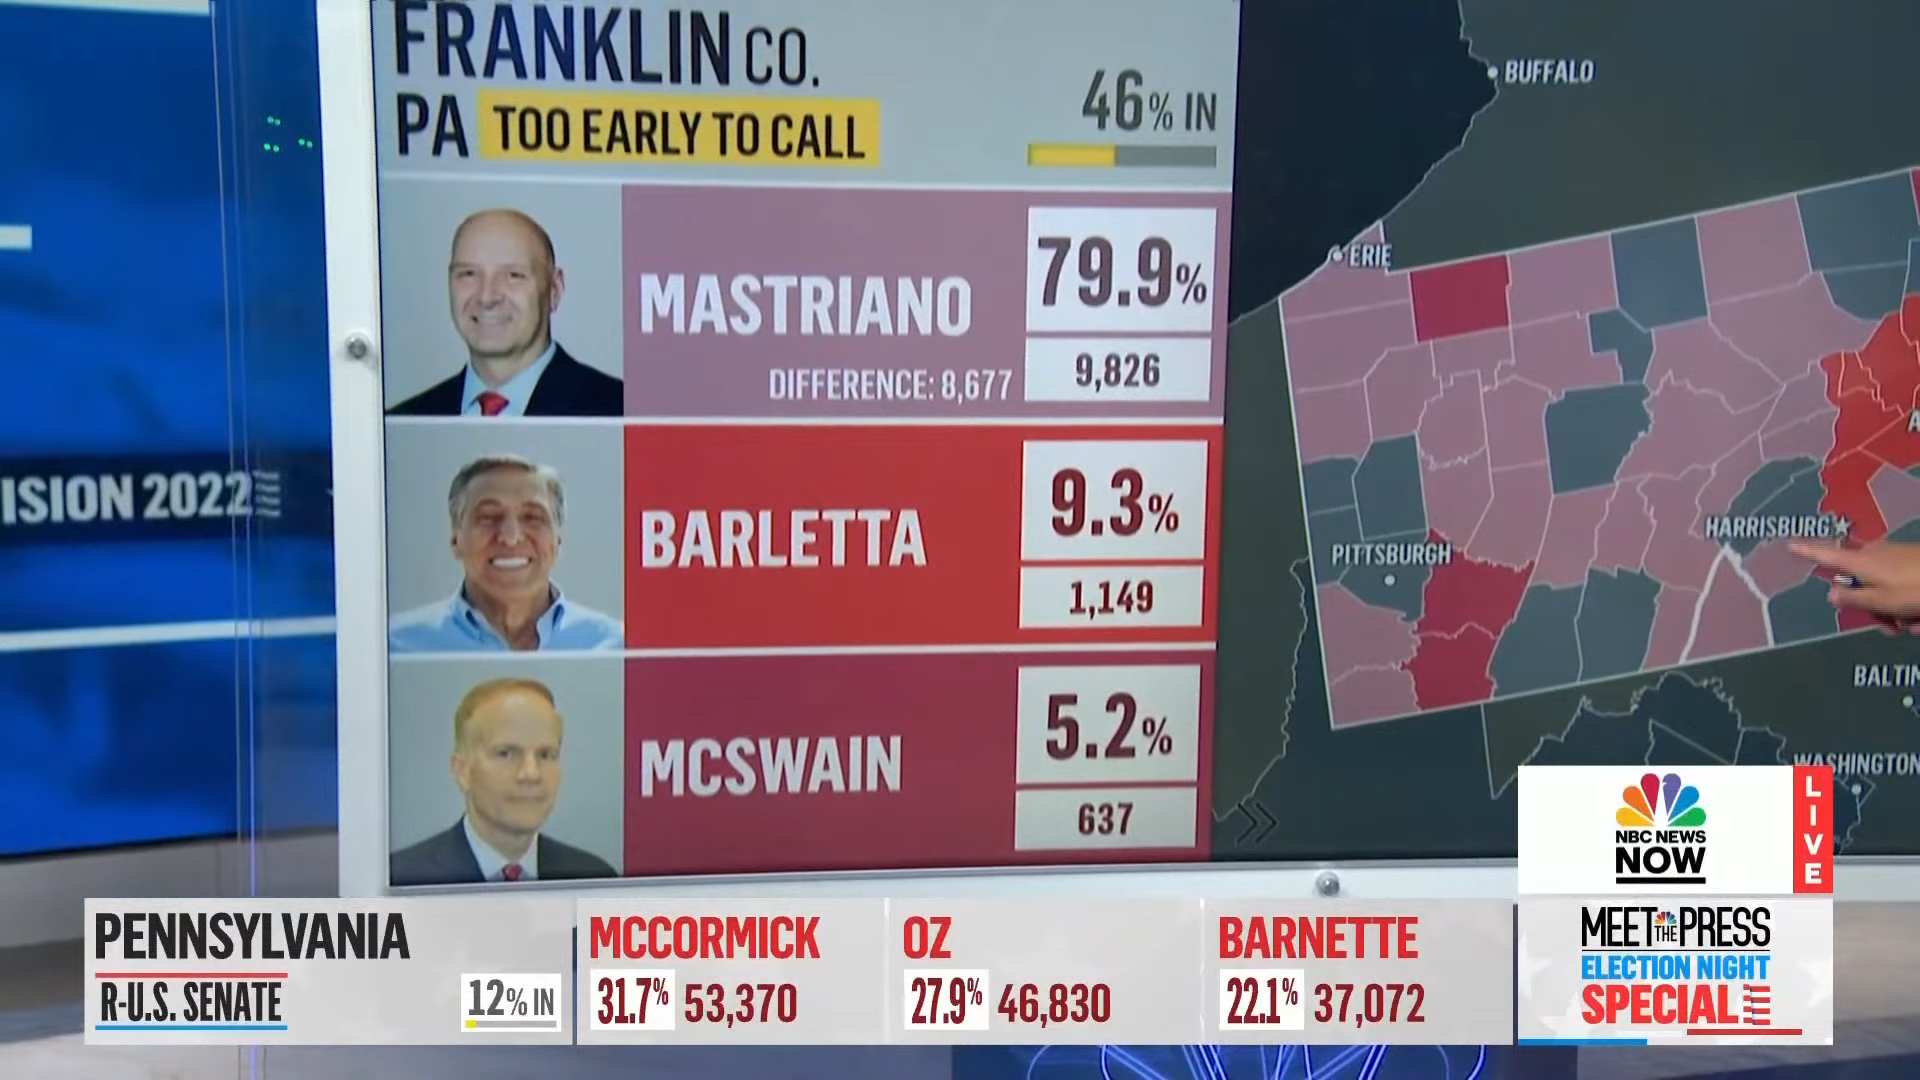 FRANKLIN CO.
PA TOO EARLY TO CALL
46% IN
MASTRIANO
79.9%
DIFFERENCE: 8,677
9,826
BARLETTA
9.3%
1,149
MCSWAIN
5.2%
637
BUFFALO
ERIE
PITTSBURGH
HARRISBURG
BALTIM
WASHINGTON
ISION 2022
NBC NEWS
NOW
LIVE
PENNSYLVANIA
R-U.S. SENATE
12% IN
MCCORMICK
31.7% 53,370
OZ
27.9% 46,830
BARNETTE
22.1% 37,072
MEET THE PRESS
ELECTION NIGHT
SPECIAL